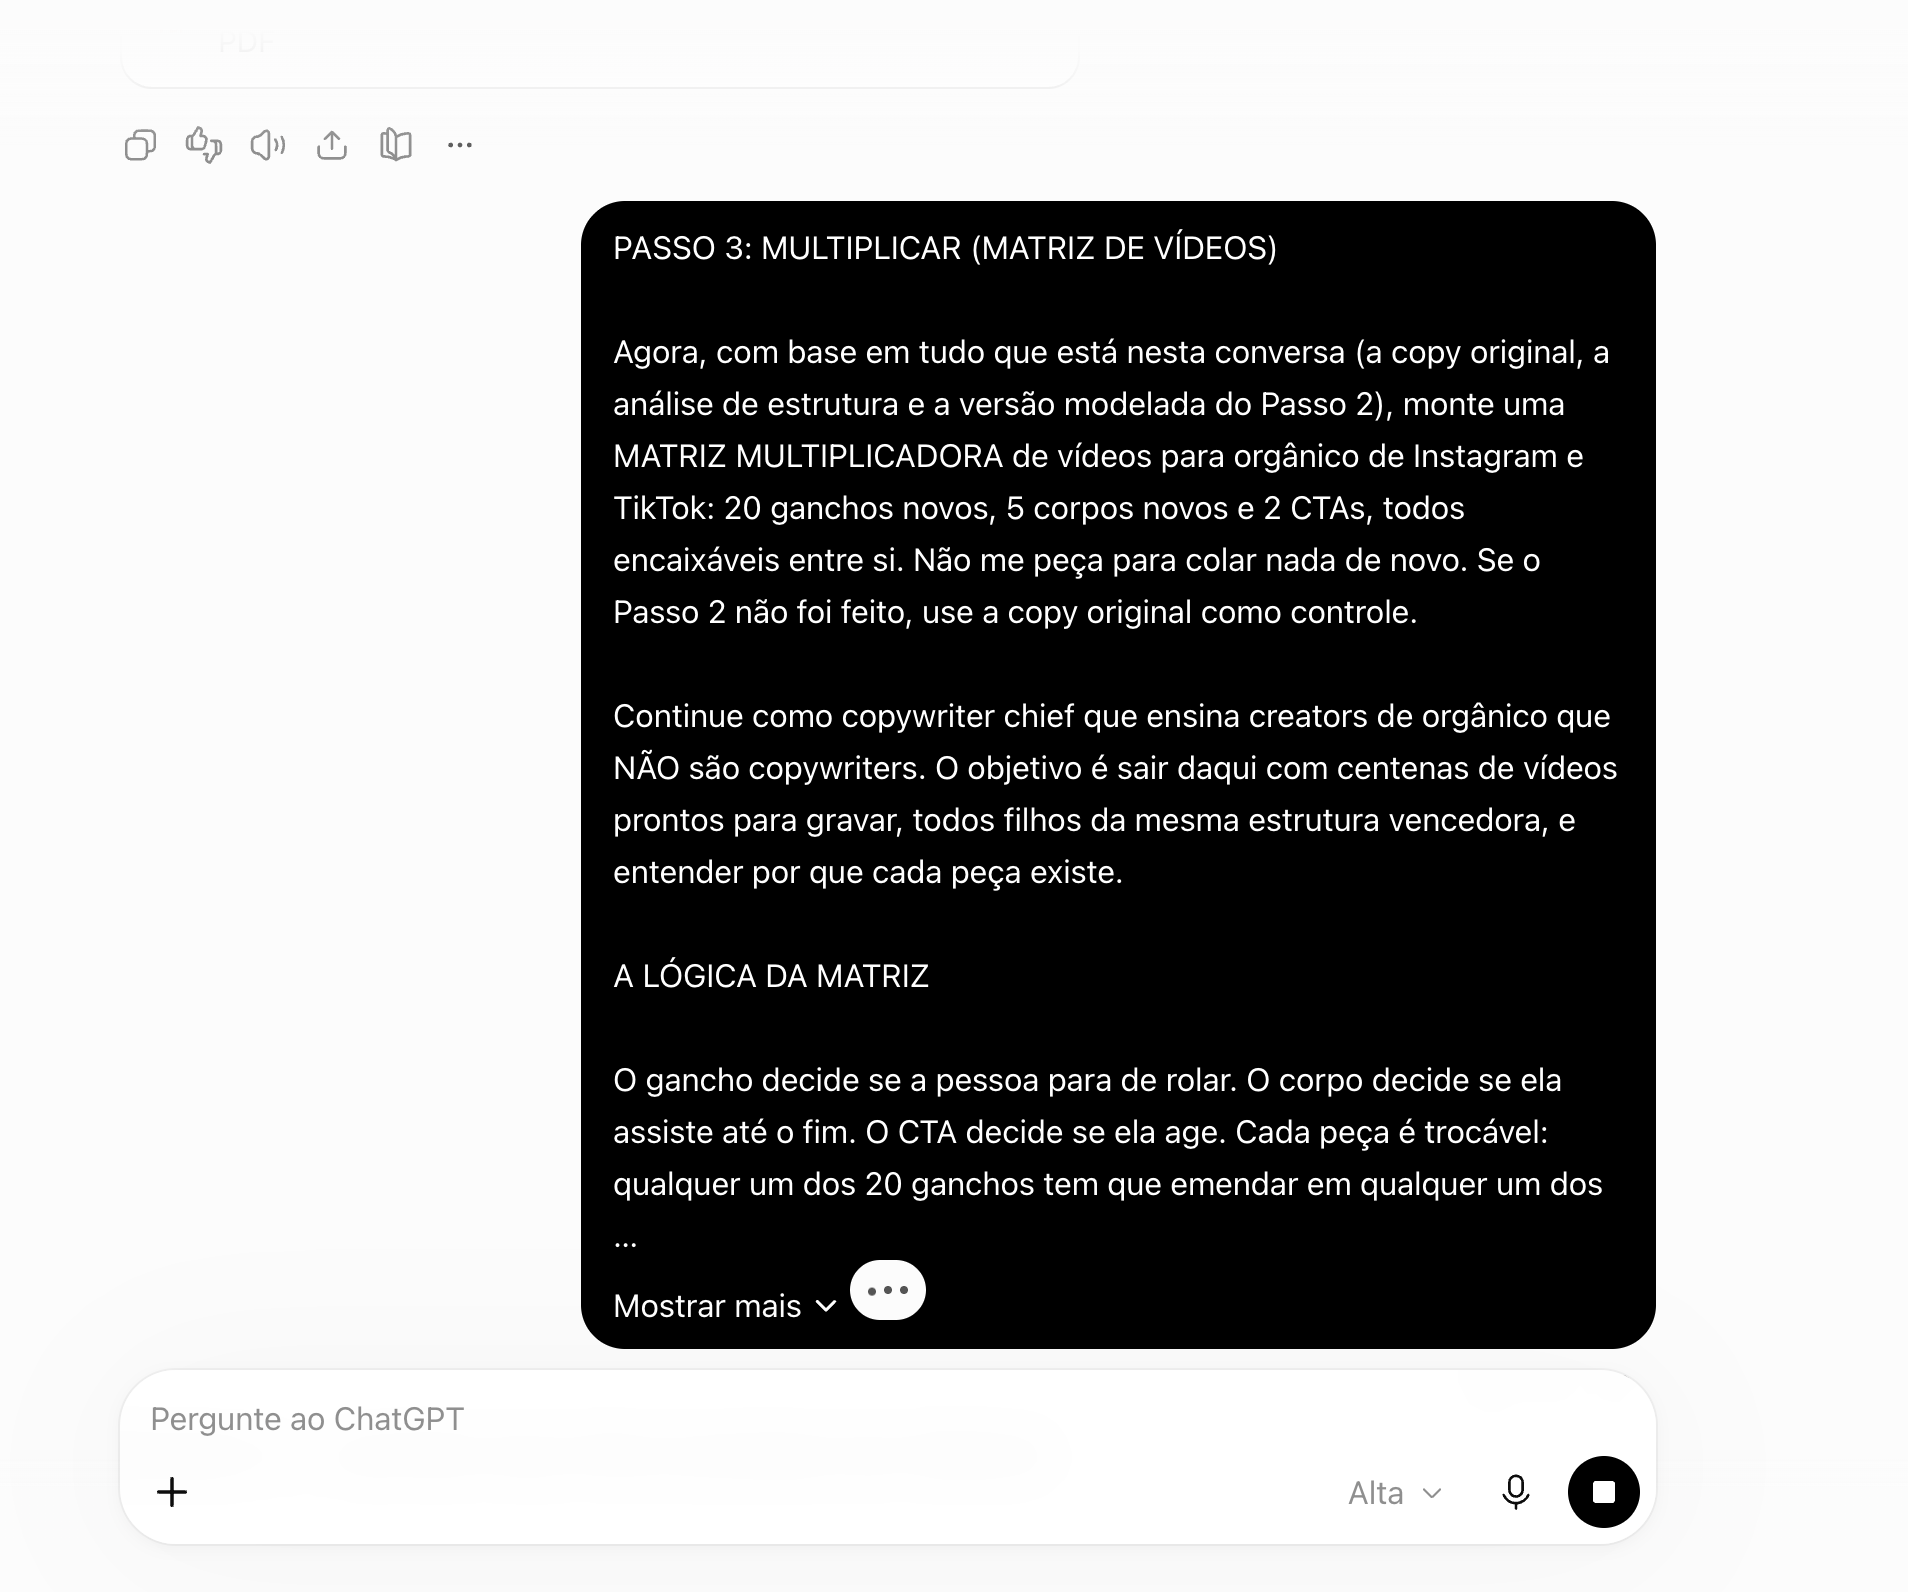 PDF
PASSO 3: MULTIPLICAR (MATRIZ DE VÍDEOS)
Agora, com base em tudo que está nesta conversa (a copy original, a
análise de estrutura e a versão modelada do Passo 2), monte uma
MATRIZ MULTIPLICADORA de vídeos para orgânico de Instagram e
TikTok: 20 ganchos novos, 5 corpos novos e 2 CTAs, todos
encaixáveis entre si. Não me peça para colar nada de novo. Se o
Passo 2 não foi feito, use a copy original como controle.
Continue como copywriter chief que ensina creators de orgânico que
NÃO são copywriters. O objetivo é sair daqui com centenas de vídeos
prontos para gravar, todos filhos da mesma estrutura vencedora, e
entender por que cada peça existe.
A LÓGICA DA MATRIZ
O gancho decide se a pessoa para de rolar. O corpo decide se ela
assiste até o fim. O CTA decide se ela age. Cada peça é trocável:
qualquer um dos 20 ganchos tem que emendar em qualquer um dos
...
Mostrar mais
Pergunte ao ChatGPT
Alta